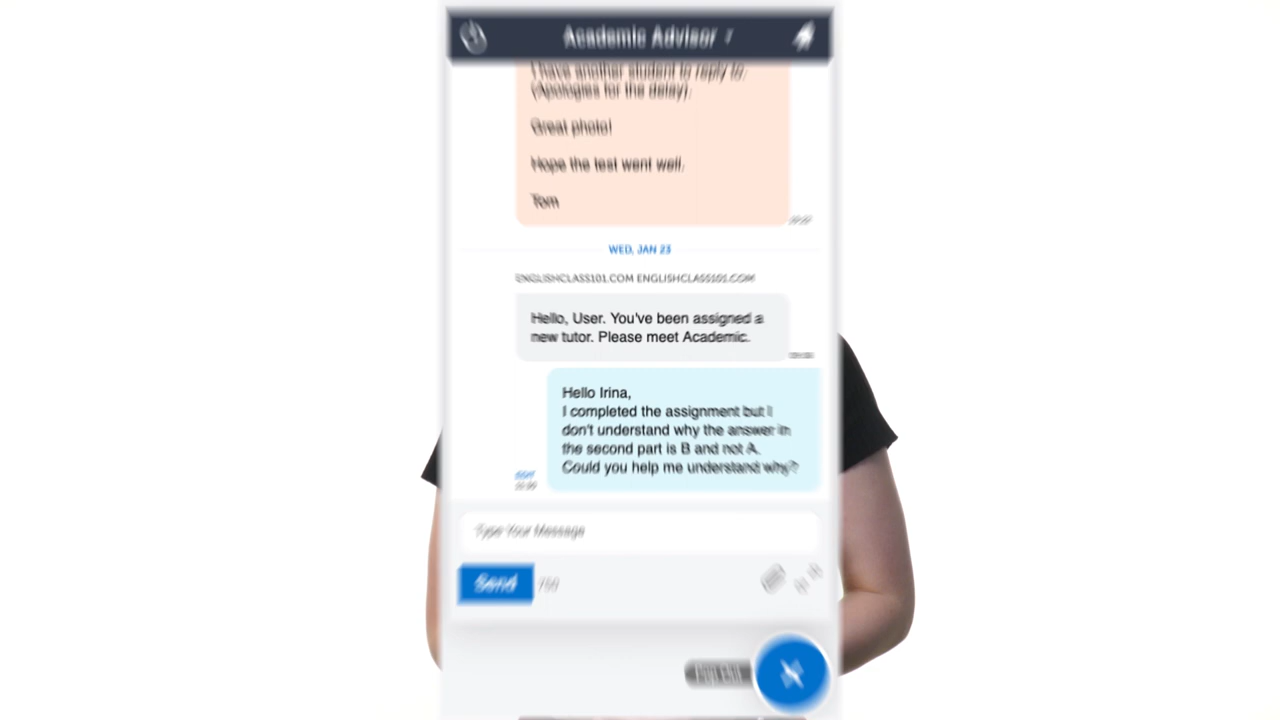 Academic Advisor
I have another student to reply to.
(Apologies for the delay).
Great photo!
Hope the test went well.
Tom
WED, JAN 23
ENGLISHCLASS101.COM ENGLISHCLASS101.COM
Hello, User. You've been assigned a
new tutor. Please meet Academic.
Hello Irina,
I completed the assignment but I
don't understand why the answer in
the second part is B and not A.
Could you help me understand why?
EDIT
Type Your Message
Send